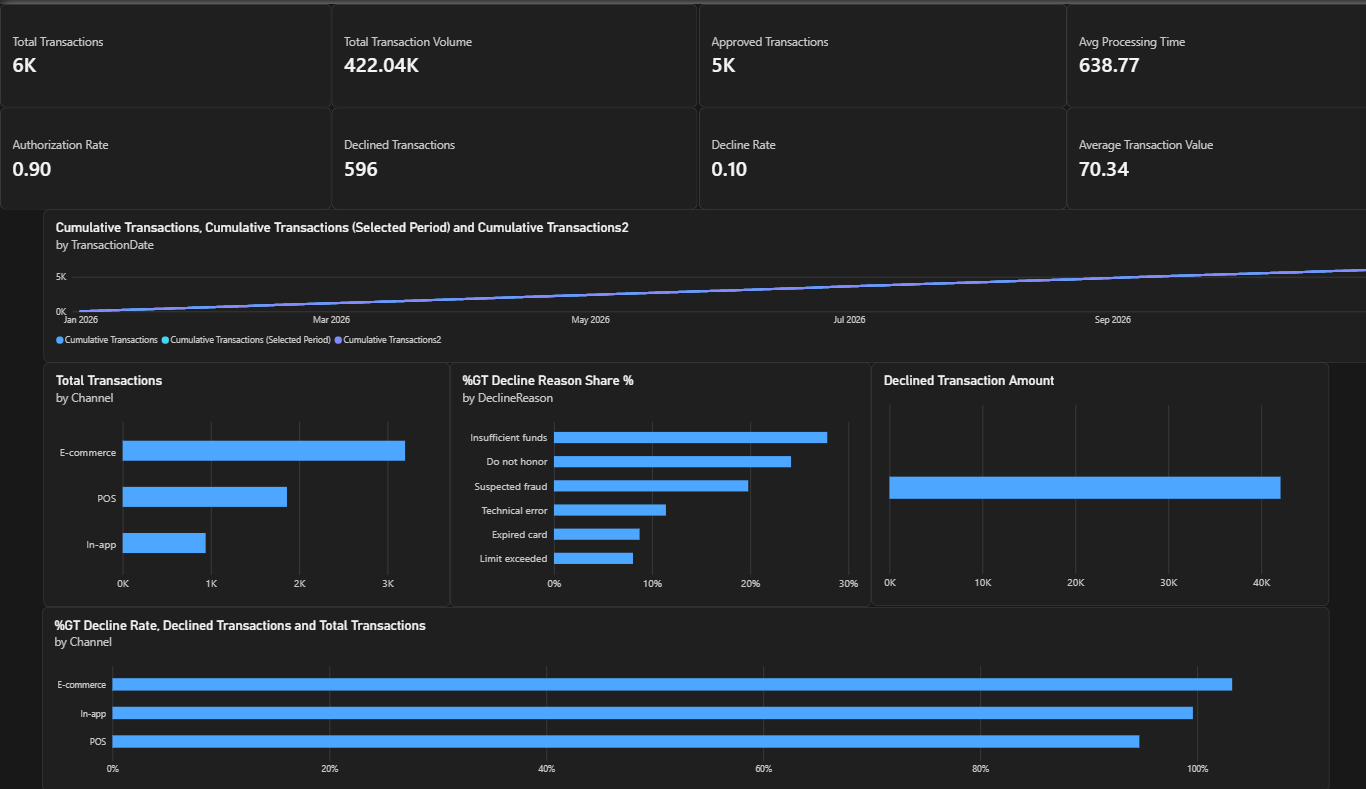 Total Transactions
6K
Total Transaction Volume
422.04K
Approved Transactions
5K
Avg Processing Time
638.77
Authorization Rate
0.90
Declined Transactions
596
Decline Rate
0.10
Average Transaction Value
70.34
Cumulative Transactions, Cumulative Transactions (Selected Period) and Cumulative Transactions2
by TransactionDate
5K
0K
Jan 2026 Mar 2026 May 2026 Jul 2026 Sep 2026
Cumulative Transactions Cumulative Transactions (Selected Period) Cumulative Transactions2
Total Transactions
by Channel
E-commerce
POS
In-app
0K 1K 2K 3K
%GT Decline Reason Share %
by DeclineReason
Insufficient funds
Do not honor
Suspected fraud
Technical error
Expired card
Limit exceeded
0% 10% 20% 30%
Declined Transaction Amount
0K 10K 20K 30K 40K
%GT Decline Rate, Declined Transactions and Total Transactions
by Channel
E-commerce
In-app
POS
0% 20% 40% 60% 80% 100%